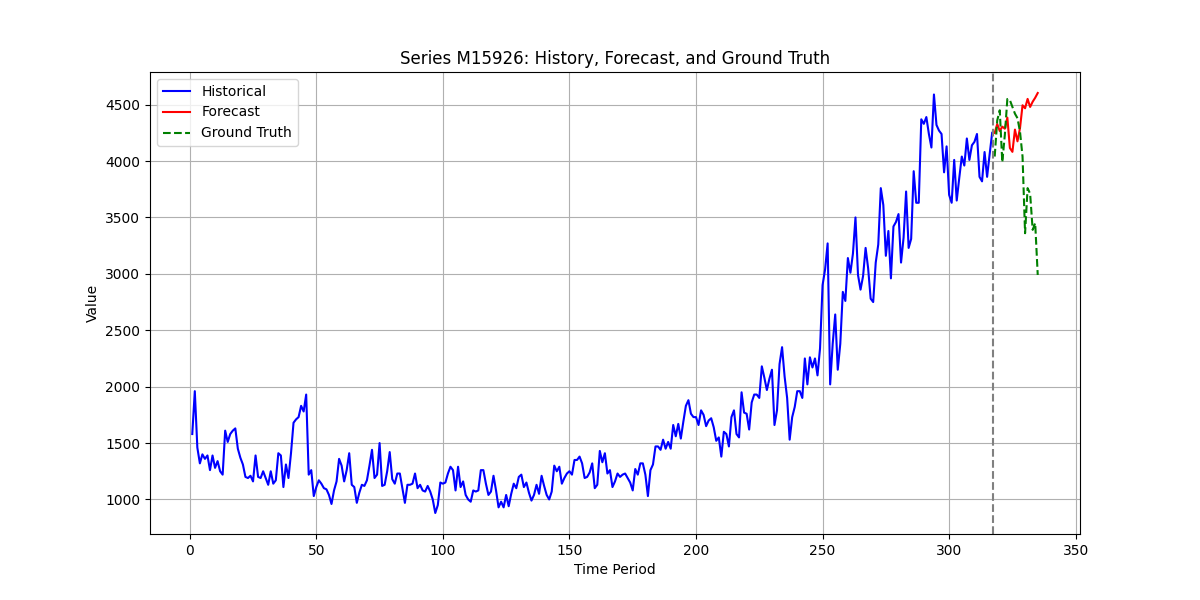 Series M15926: History, Forecast, and Ground Truth
Historical
Forecast
Ground Truth
Value
4500
4000
3500
3000
2500
2000
1500
1000
0 50 100 150 200 250 300 350
Time Period